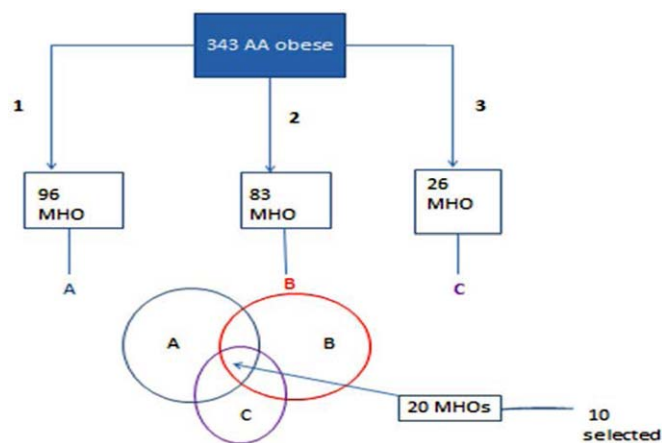 343 AA obese
1
2
3
96
MHO
83
MHO
26
MHO
A
B
C
A
B
C
20 MHOs
10
selected